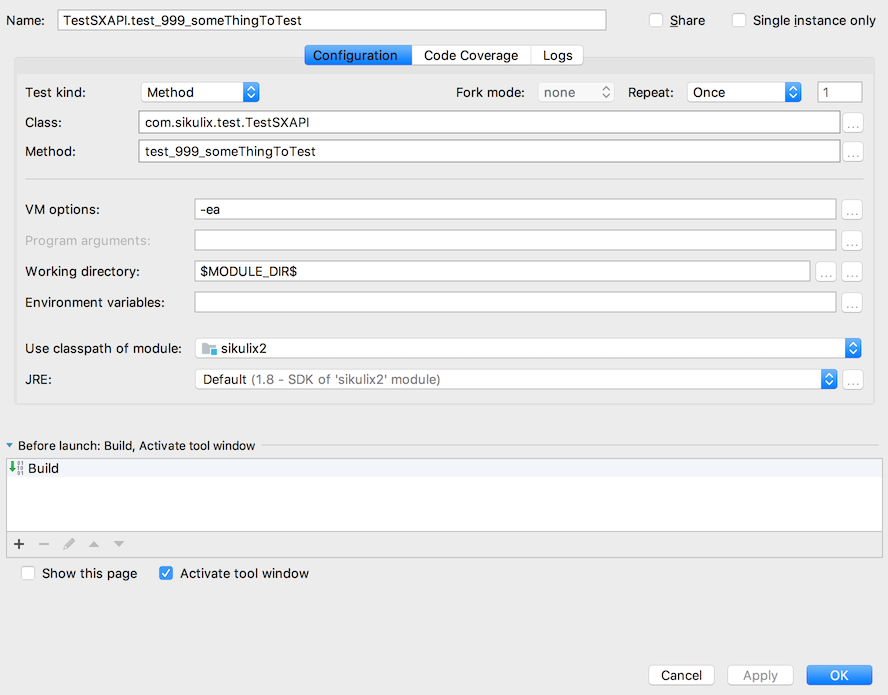 Name: TestSXAPI.test_999_someThingToTest Share Single instance only
Configuration Code Coverage Logs
Test kind: Method Fork mode: none Repeat: Once 1
Class: com.sikulix.test.TestSXAPI ...
Method: test_999_someThingToTest ...
VM options: -ea ...
Program arguments: ...
Working directory: $MODULE_DIR$ ... ...
Environment variables: ...
Use classpath of module: sikulix2
JRE: Default (1.8 - SDK of 'sikulix2' module) ...
Before launch: Build, Activate tool window
Build
Show this page Activate tool window
Cancel Apply OK